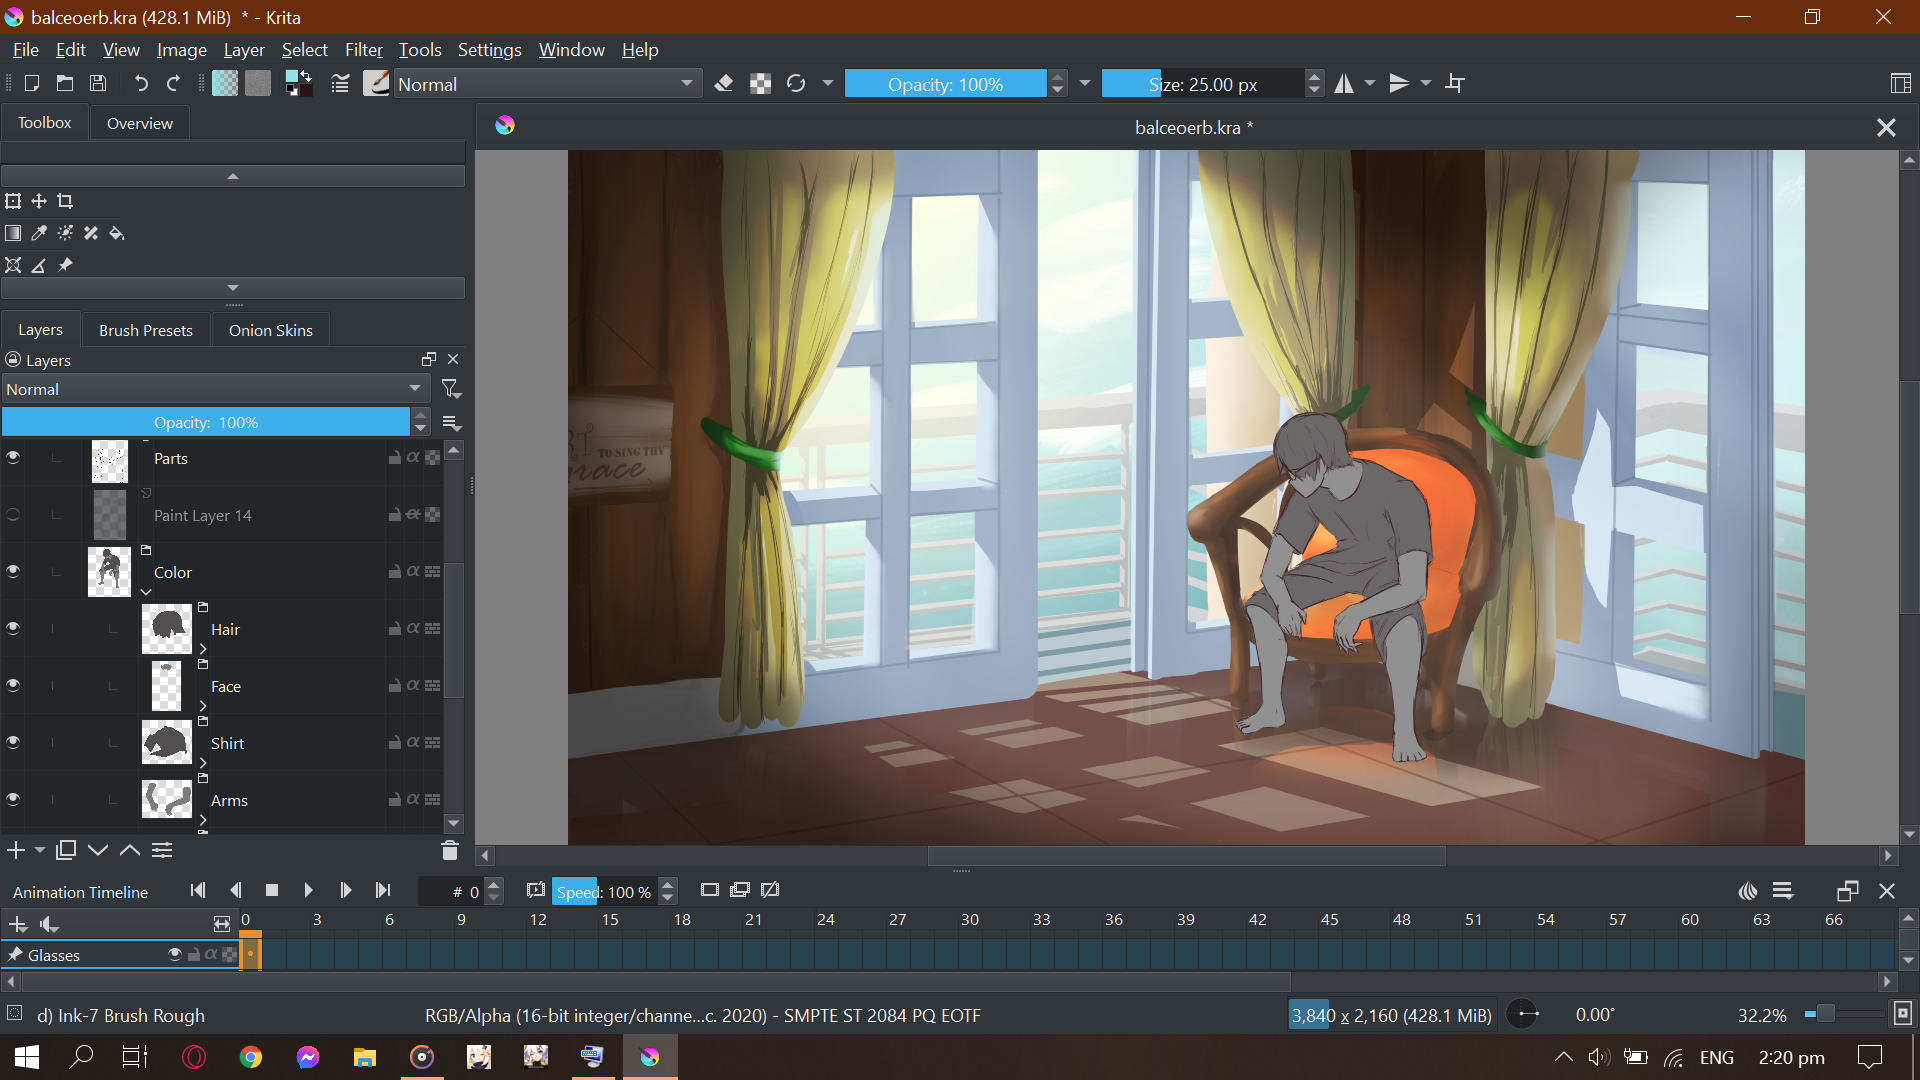 balceoerb.kra (428.1 MiB) * - Krita
File Edit View Image Layer Select Filter Tools Settings Window Help
Normal
Opacity: 100%
Size: 25.00 px
Toolbox
Overview
balceoerb.kra *
Layers
Brush Presets
Onion Skins
Layers
Normal
Opacity: 100%
Parts
Paint Layer 14
Color
Hair
Face
Shirt
Arms
TO SING THY
Grace
Animation Timeline
# 0
Speed: 100 %
0 3 6 9 12 15 18 21 24 27 30 33 36 39 42 45 48 51 54 57 60 63 66
Glasses
d) Ink-7 Brush Rough
RGB/Alpha (16-bit integer/channe...c. 2020) - SMPTE ST 2084 PQ EOTF
3,840 x 2,160 (428.1 MiB)
0.00°
32.2%
ENG
2:20 pm